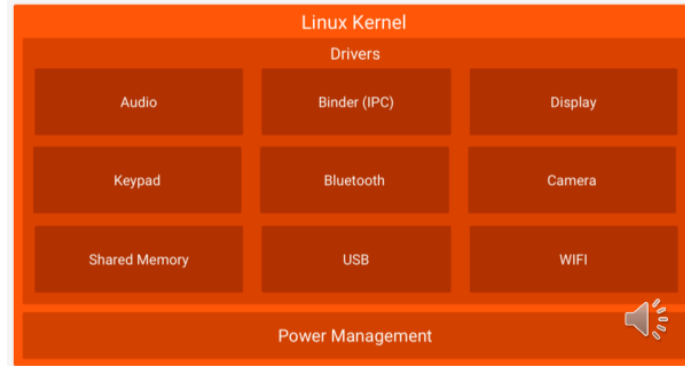 Linux Kernel
Drivers
Audio Binder (IPC) Display
Keypad Bluetooth Camera
Shared Memory USB WIFI
Power Management